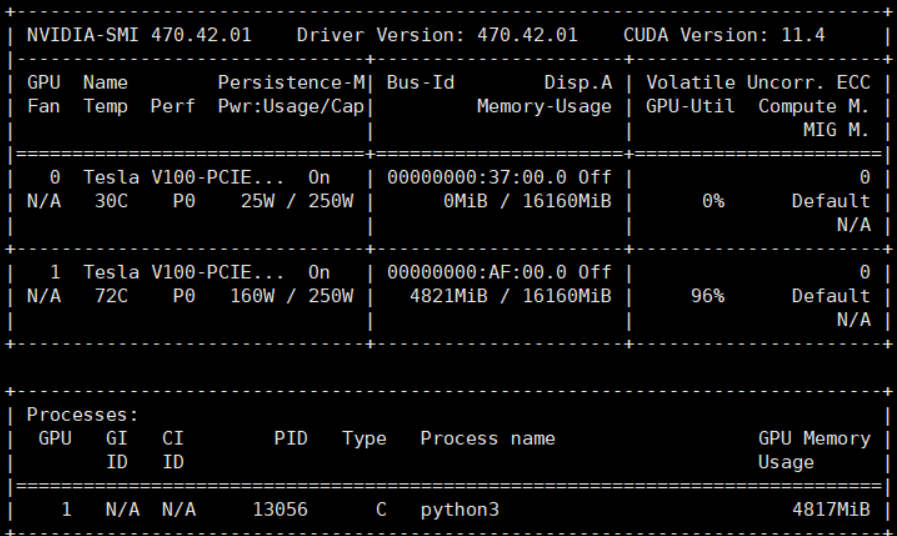 +-----------------------------------------------------------------------------+
| NVIDIA-SMI 470.42.01    Driver Version: 470.42.01    CUDA Version: 11.4     |
|-------------------------------+----------------------+----------------------+
| GPU  Name        Persistence-M| Bus-Id        Disp.A | Volatile Uncorr. ECC |
| Fan  Temp  Perf  Pwr:Usage/Cap|         Memory-Usage | GPU-Util  Compute M. |
|                               |                      |               MIG M. |
|===============================+======================+======================|
|   0  Tesla V100-PCIE...  On   | 00000000:37:00.0 Off |                    0 |
| N/A   30C    P0    25W / 250W |      0MiB / 16160MiB |      0%      Default |
|                               |                      |                  N/A |
+-------------------------------+----------------------+----------------------+
|   1  Tesla V100-PCIE...  On   | 00000000:AF:00.0 Off |                    0 |
| N/A   72C    P0   160W / 250W |   4821MiB / 16160MiB |     96%      Default |
|                               |                      |                  N/A |
+-------------------------------+----------------------+----------------------+

+-----------------------------------------------------------------------------+
| Processes:                                                                  |
|  GPU   GI   CI        PID   Type   Process name                  GPU Memory |
|        ID   ID                                                   Usage      |
|=============================================================================|
|    1   N/A  N/A     13056      C   python3                          4817MiB |
+-----------------------------------------------------------------------------+